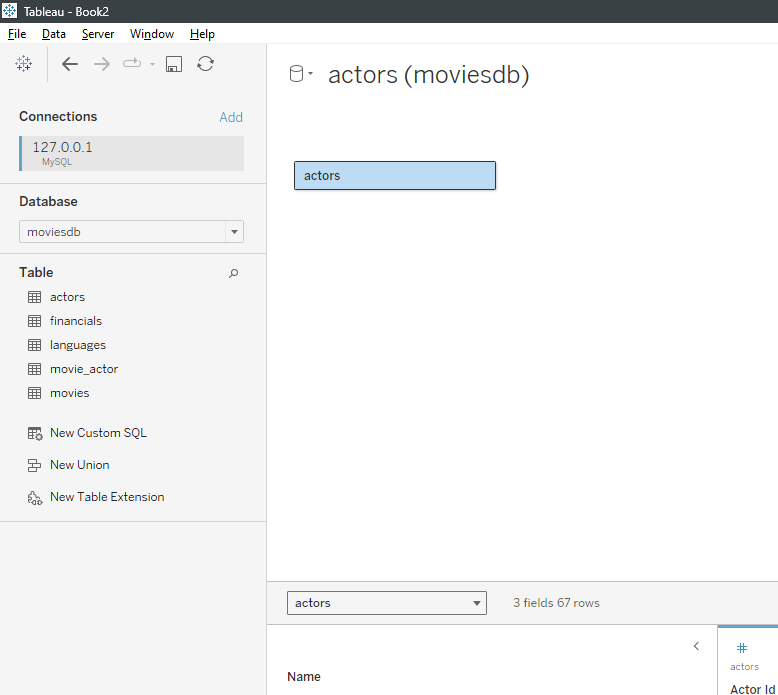 Tableau - Book2
File Data Server Window Help
actors (moviesdb)
Connections Add
127.0.0.1
MySQL
actors
Database
moviesdb
Table
actors
financials
languages
movie_actor
movies
New Custom SQL
New Union
New Table Extension
actors 3 fields 67 rows
#
actors
Name
Actor Id